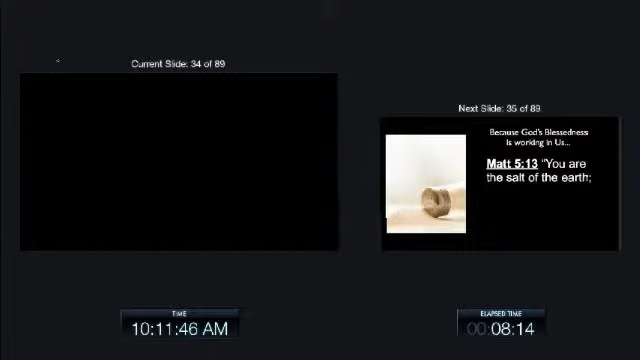 Current Slide: 34 of 89
Next Slide: 35 of 89
Because God's Blessedness
is working in Us...
Matt 5:13 "You are
the salt of the earth;
TIME
10:11:46 AM
ELAPSED TIME
00:08:14